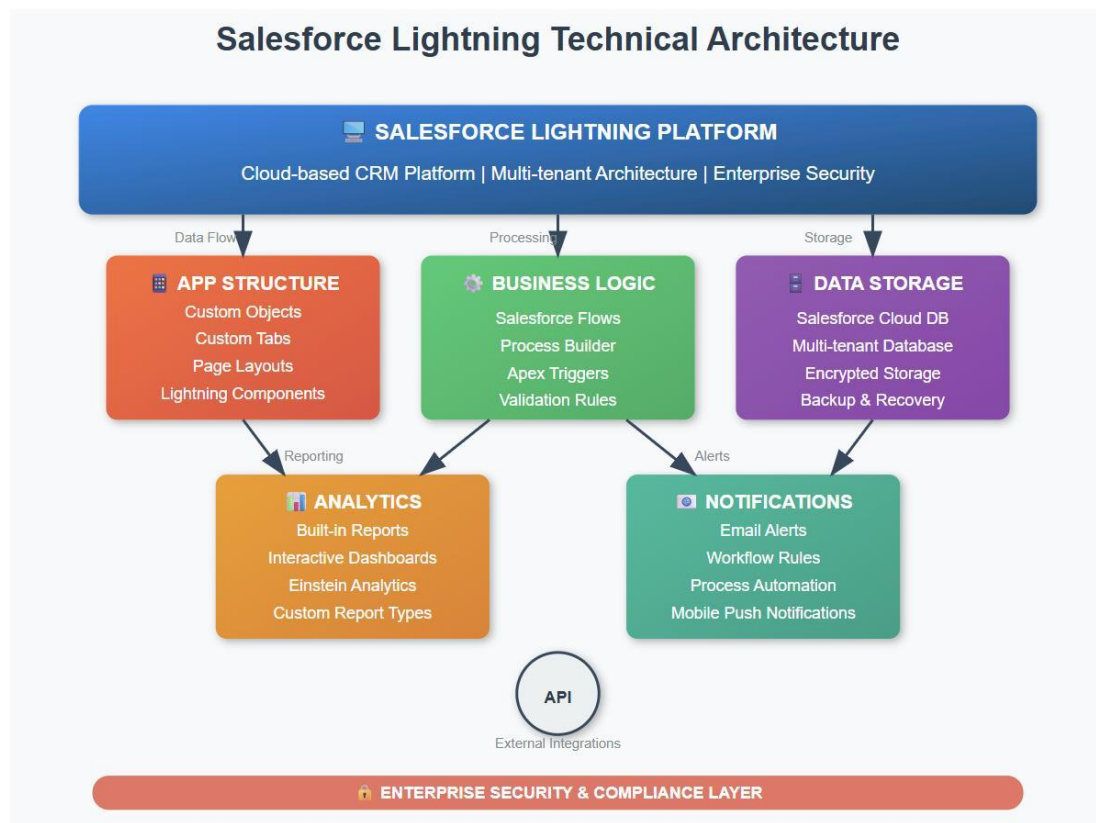 Salesforce Lightning Technical Architecture
SALESFORCE LIGHTNING PLATFORM
Cloud-based CRM Platform | Multi-tenant Architecture | Enterprise Security
Data Flow
Processing
Storage
APP STRUCTURE
Custom Objects
Custom Tabs
Page Layouts
Lightning Components
BUSINESS LOGIC
Salesforce Flows
Process Builder
Apex Triggers
Validation Rules
DATA STORAGE
Salesforce Cloud DB
Multi-tenant Database
Encrypted Storage
Backup & Recovery
Reporting
Alerts
ANALYTICS
Built-in Reports
Interactive Dashboards
Einstein Analytics
Custom Report Types
NOTIFICATIONS
Email Alerts
Workflow Rules
Process Automation
Mobile Push Notifications
API
External Integrations
ENTERPRISE SECURITY & COMPLIANCE LAYER